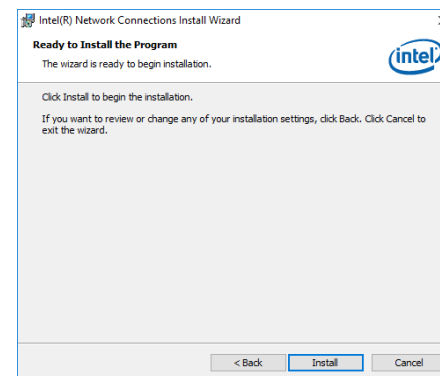 Intel(R) Network Connections Install Wizard
Ready to Install the Program
The wizard is ready to begin installation.
intel
Click Install to begin the installation.
If you want to review or change any of your installation settings, click Back. Click Cancel to
exit the wizard.
< Back Install Cancel